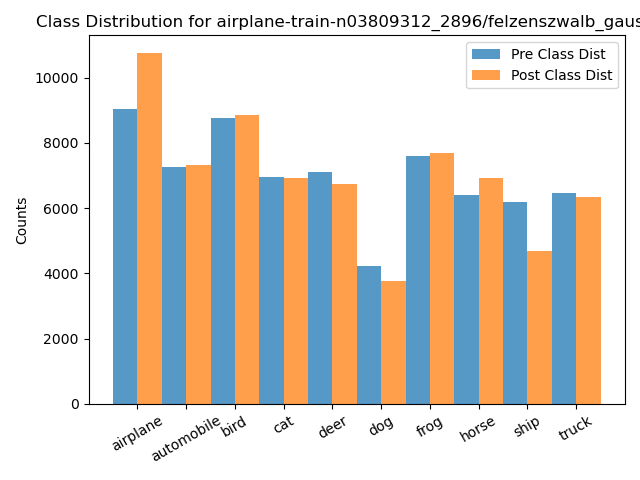 Class Distribution for airplane-train-n03809312_2896/felzenszwalb_gaus
Pre Class Dist
Post Class Dist
Counts
10000
8000
6000
4000
2000
0
airplane
automobile
bird
cat
deer
dog
frog
horse
ship
truck